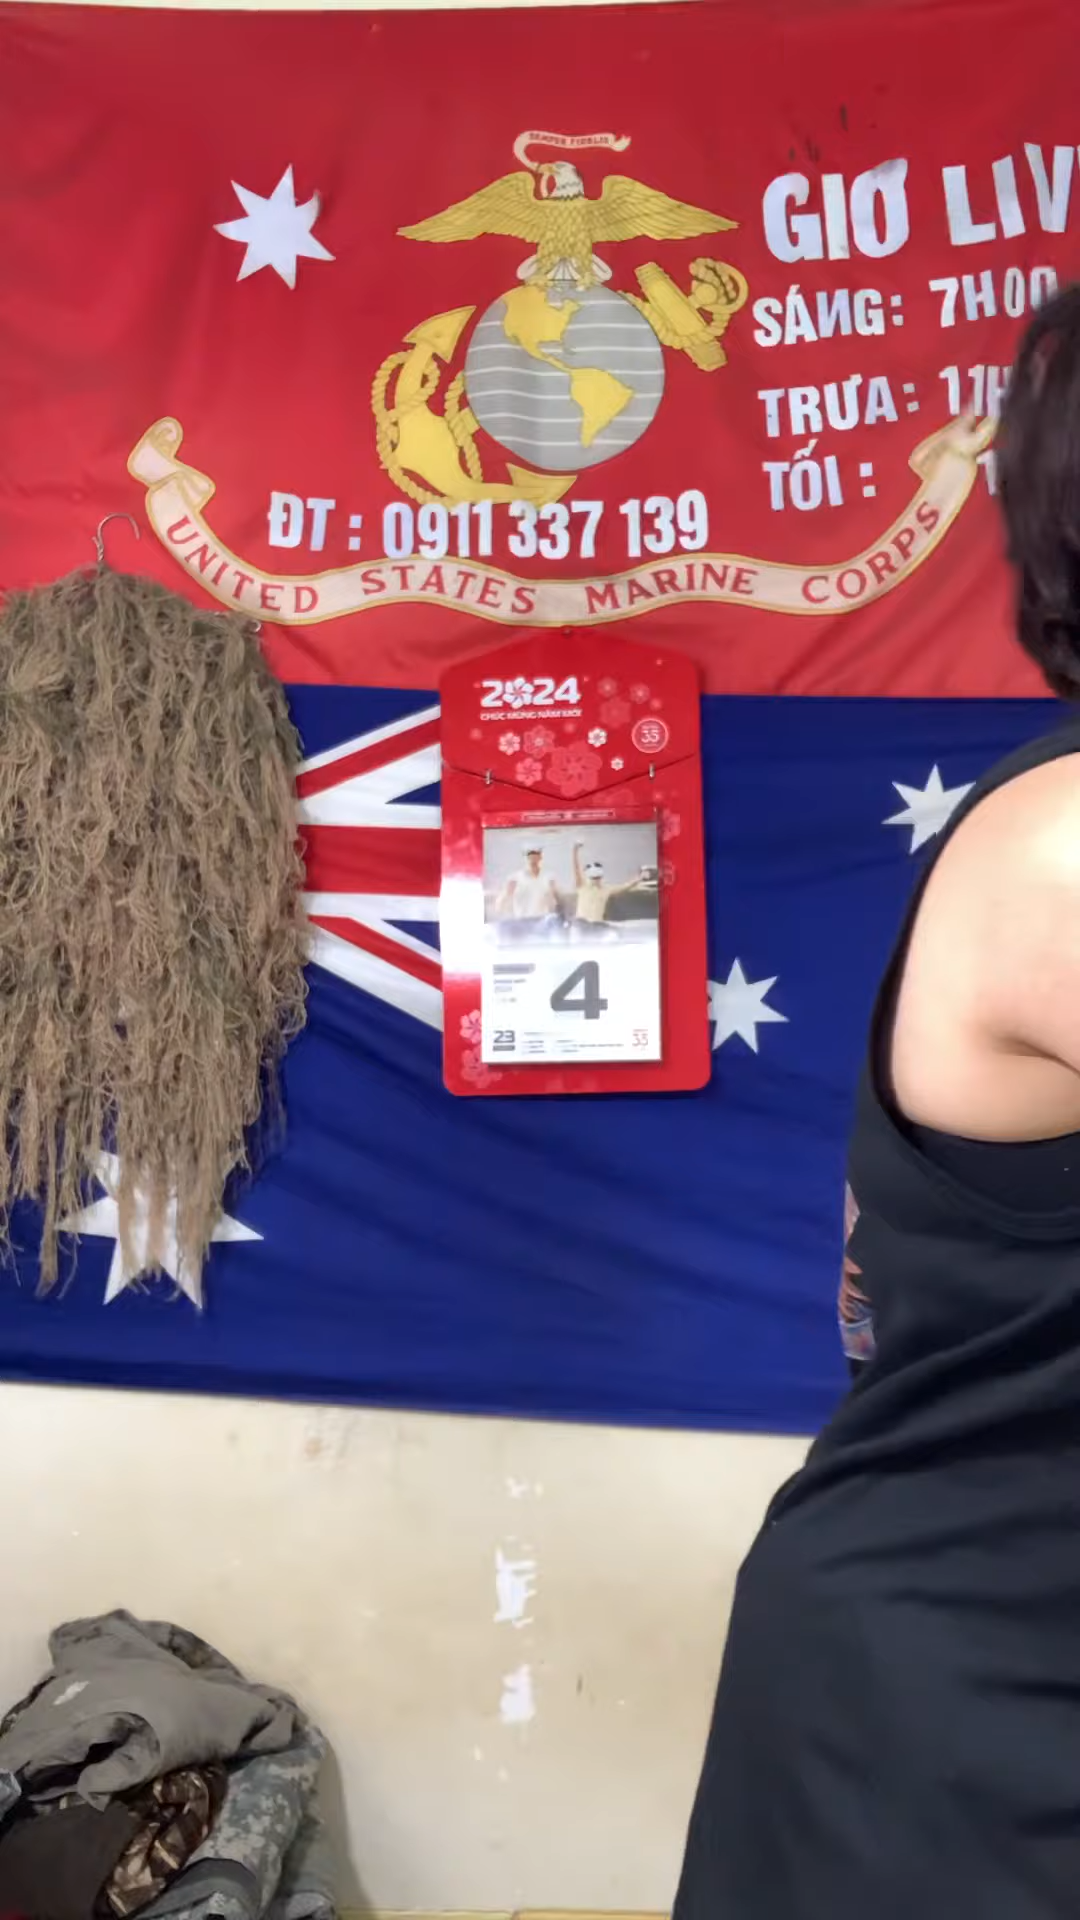 SEMPER FIDELIS
GIỜ LIV
SÁNG: 7H00
TRƯA: 11H
TỐI: 1
ĐT: 0911 337 139
UNITED STATES MARINE CORPS
2024
CHÚC MỪNG NĂM MỚI
35
4
23
35